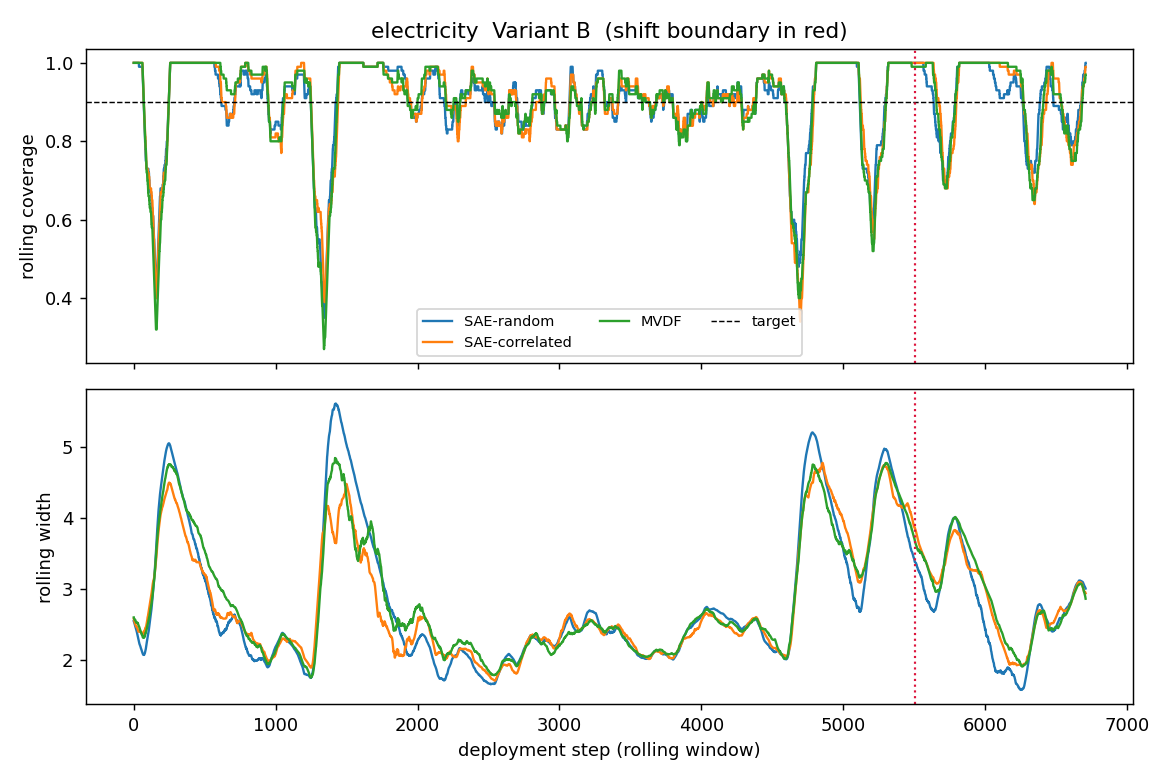 electricity  Variant B  (shift boundary in red)
1.0
0.8
0.6
0.4
rolling coverage
SAE-random
SAE-correlated
MVDF
target
5
4
3
2
rolling width
0
1000
2000
3000
4000
5000
6000
7000
deployment step (rolling window)